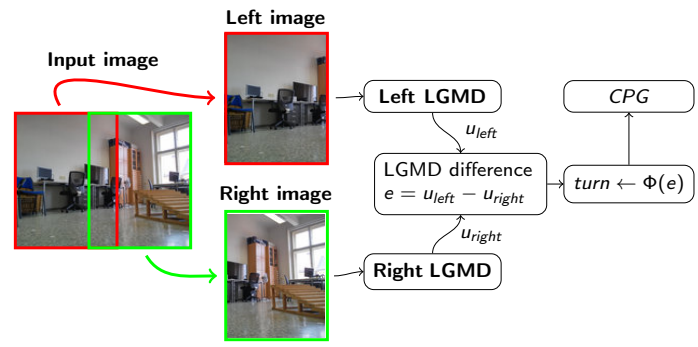 Left image
Input image
Left LGMD
CPG
u_left
LGMD difference
e = u_left − u_right
turn ← Φ(e)
Right image
u_right
Right LGMD